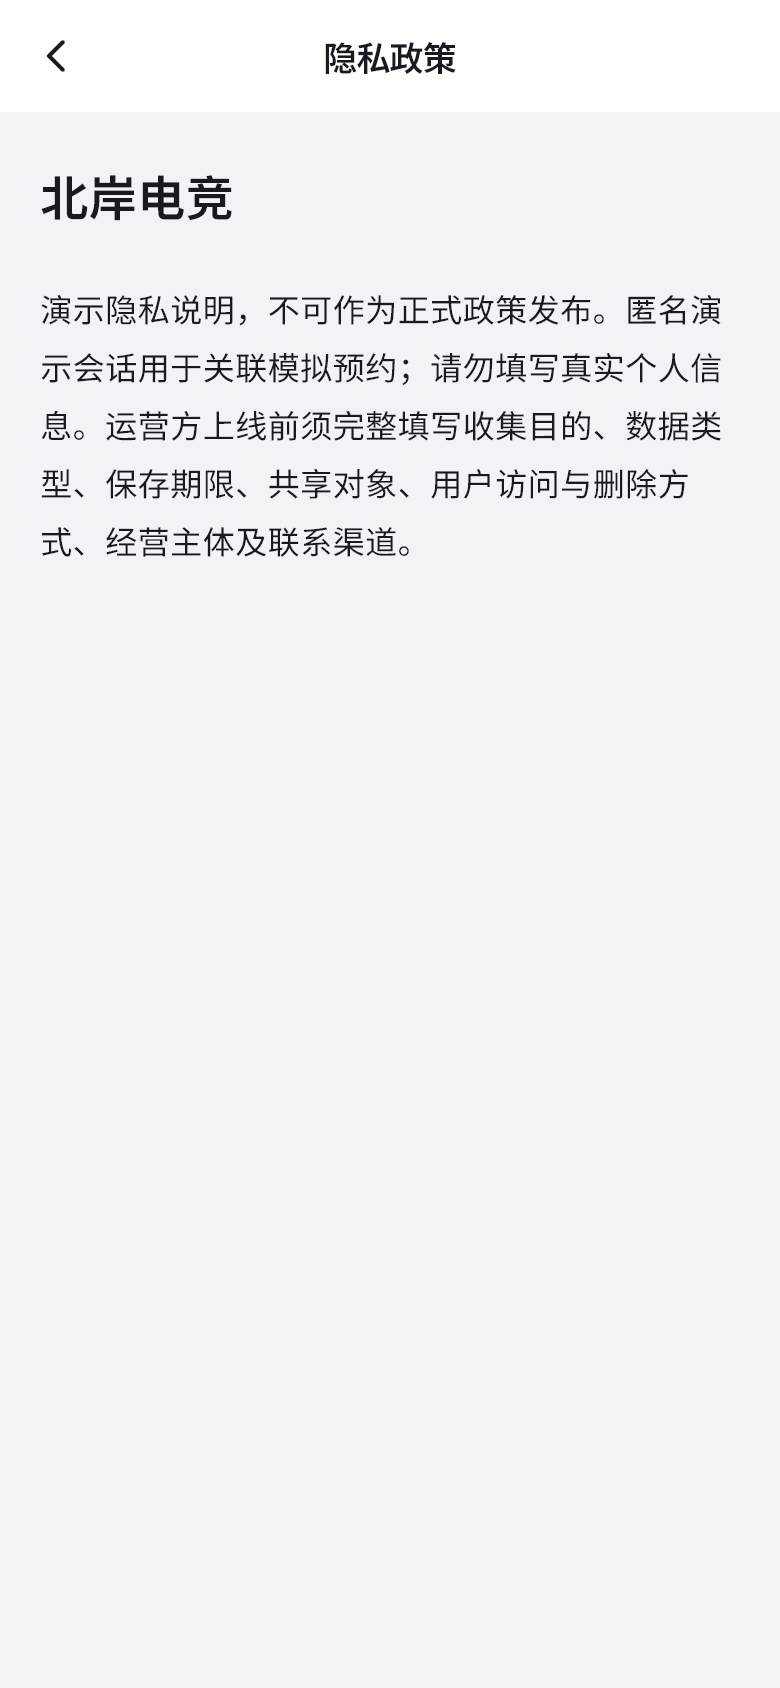 隐私政策
北岸电竞
演示隐私说明，不可作为正式政策发布。匿名演
示会话用于关联模拟预约；请勿填写真实个人信
息。运营方上线前须完整填写收集目的、数据类
型、保存期限、共享对象、用户访问与删除方
式、经营主体及联系渠道。